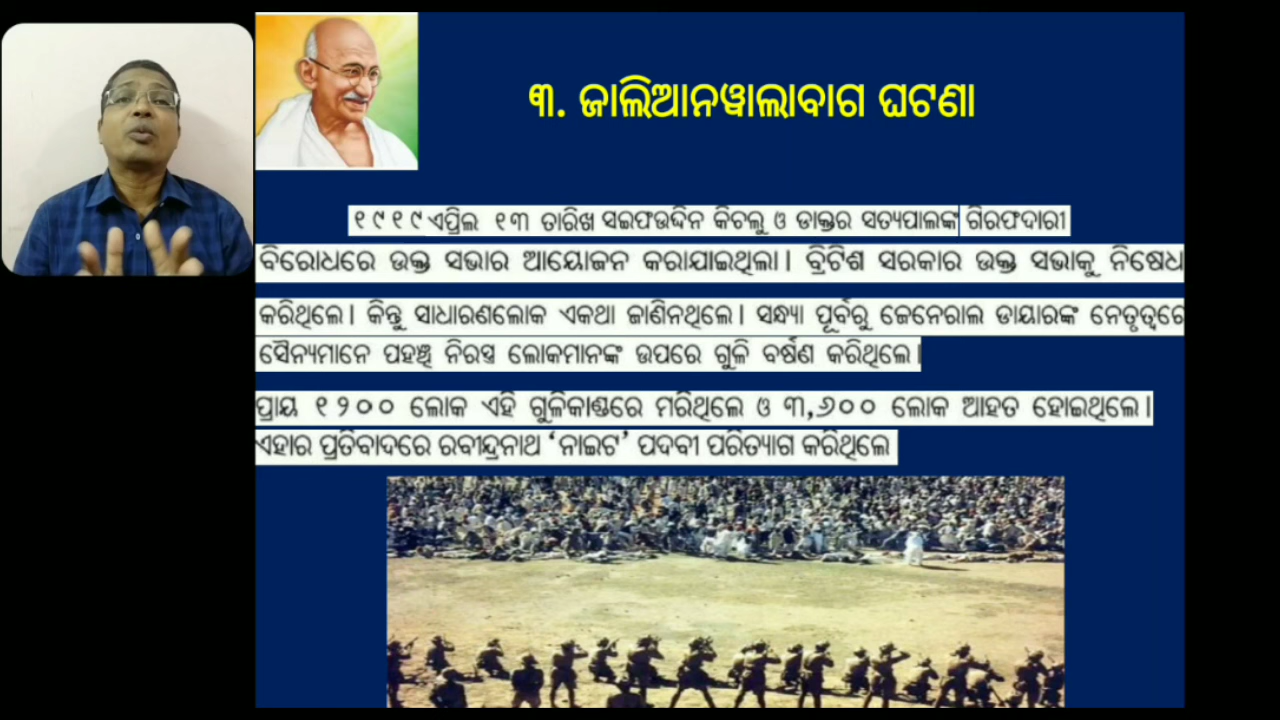 ୩. ଜାଲିଆନୱାଲାବାଗ ଘଟଣା
୧୯୧୯ ଏପ୍ରିଲ ୧୩ ତାରିଖ ସଇଫଉଦ୍ଦିନ କିଚଲୁ ଓ ଡାକ୍ତର ସତ୍ୟପାଲଙ୍କ ଗିରଫଦାରୀ
ବିରୋଧରେ ଉକ୍ତ ସଭାର ଆୟୋଜନ କରାଯାଇଥିଲା। ବ୍ରିଟିଶ ସରକାର ଉକ୍ତ ସଭାକୁ ନିଷେଧ
କରିଥିଲେ। କିନ୍ତୁ ସାଧାରଣଲୋକ ଏକଥା ଜାଣିନଥିଲେ। ସନ୍ଧ୍ୟା ପୂର୍ବରୁ ଜେନେରାଲ ଡାୟାରଙ୍କ ନେତୃତ୍ୱରେ
ସୈନ୍ୟମାନେ ପହଞ୍ଚି ନିରସ୍ତ୍ର ଲୋକମାନଙ୍କ ଉପରେ ଗୁଳି ବର୍ଷଣ କରିଥିଲେ।
ପ୍ରାୟ ୧୨୦୦ ଲୋକ ଏହି ଗୁଳିକାଣ୍ଡରେ ମରିଥିଲେ ଓ ୩,୬୦୦ ଲୋକ ଆହତ ହୋଇଥିଲେ।
ଏହାର ପ୍ରତିବାଦରେ ରବୀନ୍ଦ୍ରନାଥ ‘ନାଇଟ’ ପଦବୀ ପରିତ୍ୟାଗ କରିଥିଲେ